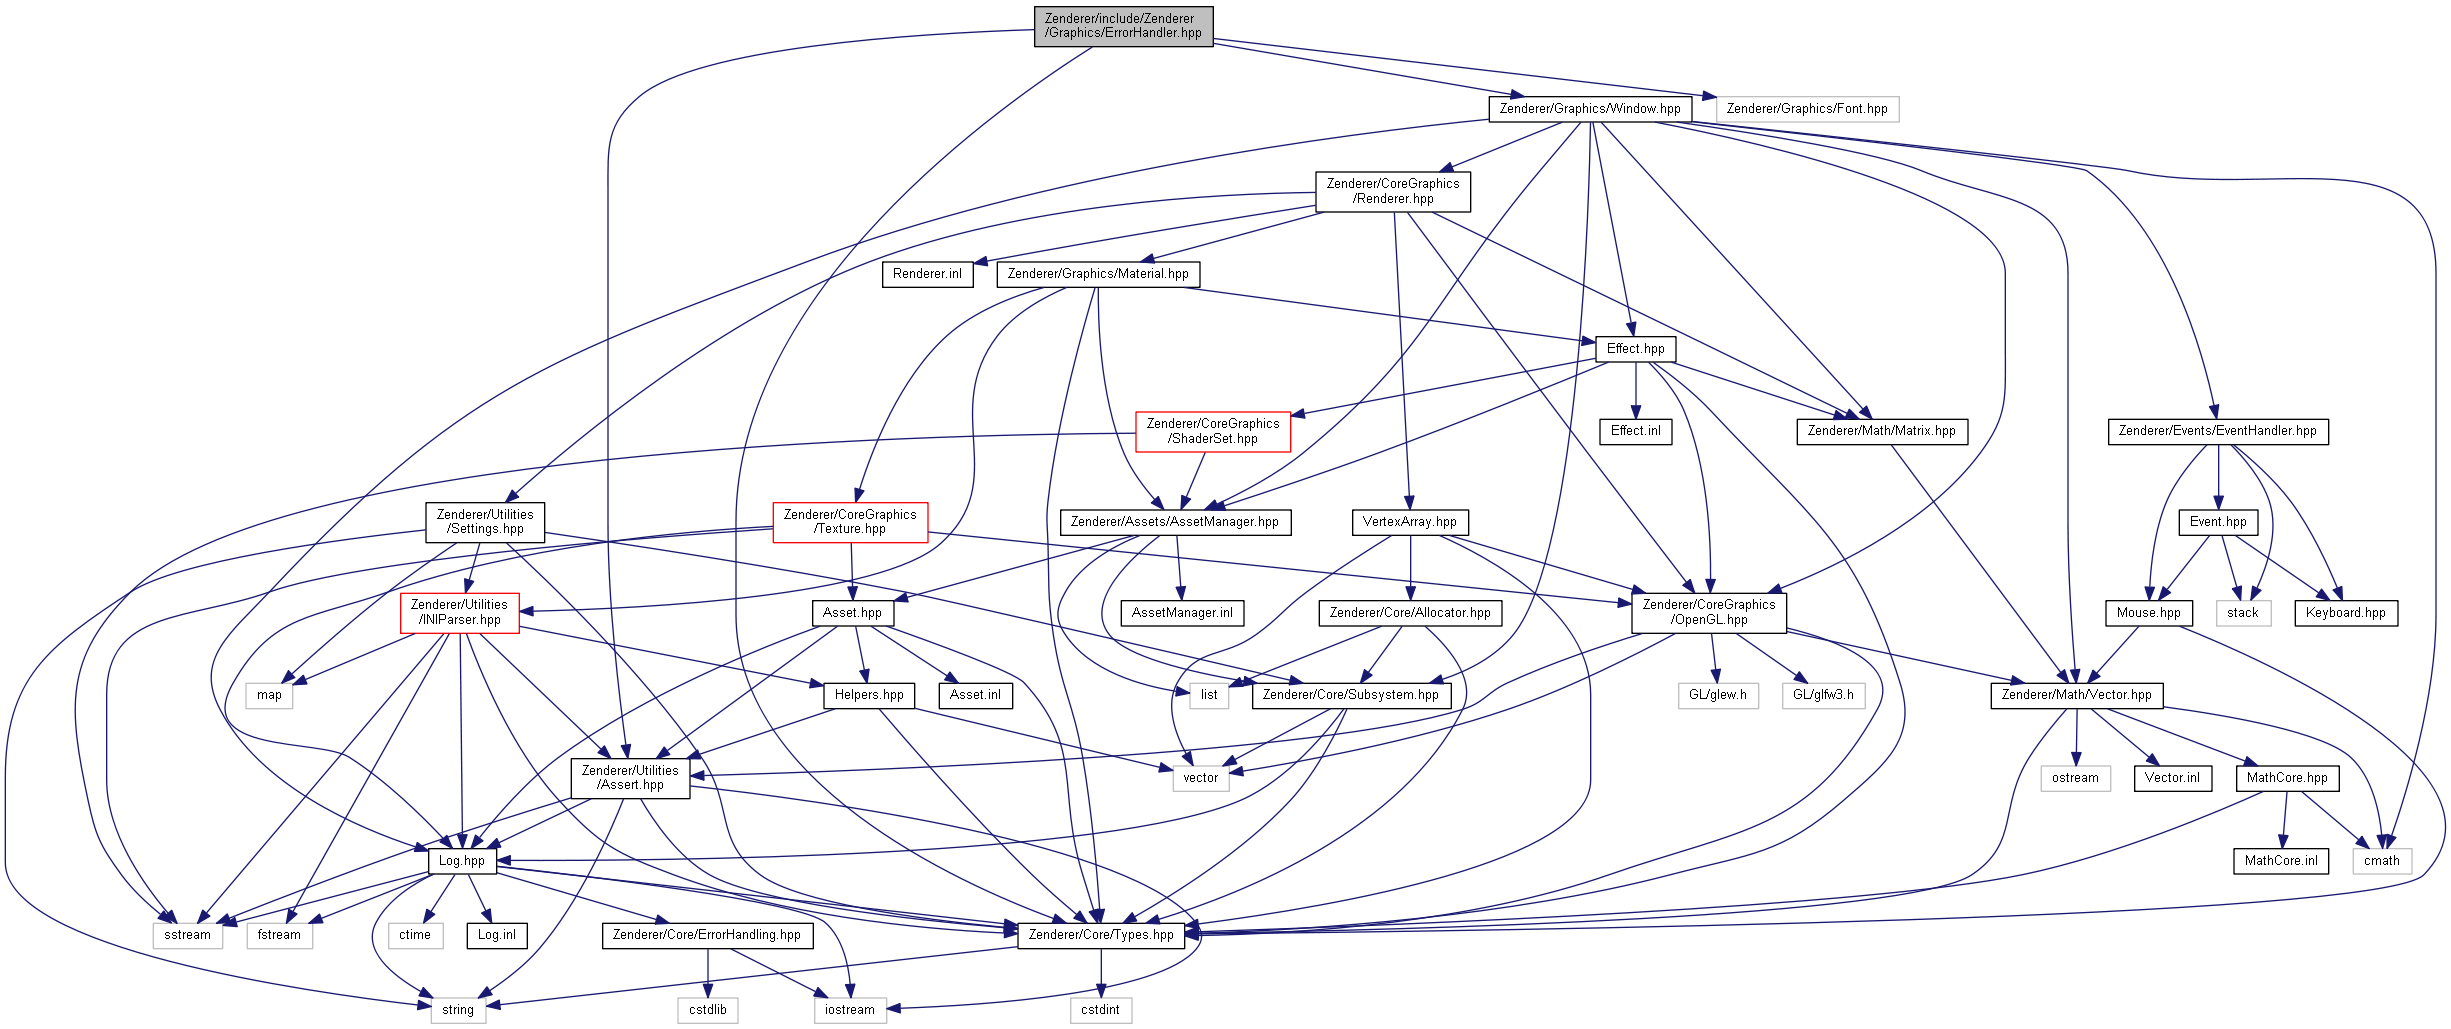 Zenderer/include/Zenderer
/Graphics/ErrorHandler.hpp
Zenderer/Graphics/Window.hpp
Zenderer/Graphics/Font.hpp
Zenderer/CoreGraphics
/Renderer.hpp
Renderer.inl
Zenderer/Graphics/Material.hpp
Effect.hpp
Zenderer/CoreGraphics
/ShaderSet.hpp
Effect.inl
Zenderer/Math/Matrix.hpp
Zenderer/Events/EventHandler.hpp
Zenderer/Utilities
/Settings.hpp
Zenderer/CoreGraphics
/Texture.hpp
Zenderer/Assets/AssetManager.hpp
VertexArray.hpp
Event.hpp
Zenderer/Utilities
/INIParser.hpp
Asset.hpp
AssetManager.inl
Zenderer/Core/Allocator.hpp
Zenderer/CoreGraphics
/OpenGL.hpp
Mouse.hpp
stack
Keyboard.hpp
map
Helpers.hpp
Asset.inl
list
Zenderer/Core/Subsystem.hpp
GL/glew.h
GL/glfw3.h
Zenderer/Math/Vector.hpp
Zenderer/Utilities
/Assert.hpp
vector
ostream
Vector.inl
MathCore.hpp
Log.hpp
MathCore.inl
cmath
sstream
fstream
ctime
Log.inl
Zenderer/Core/ErrorHandling.hpp
Zenderer/Core/Types.hpp
string
cstdlib
iostream
cstdint